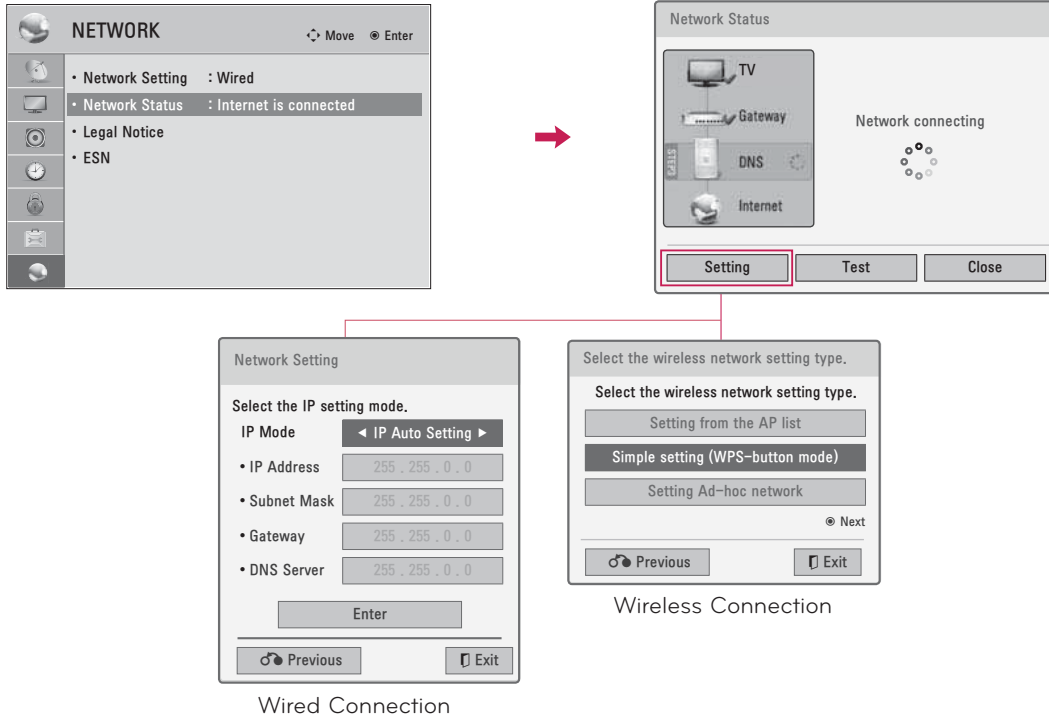 NETWORK
Move Enter
• Network Setting : Wired
• Network Status : Internet is connected
• Legal Notice
• ESN
Network Status
TV
Gateway
STEP3 DNS
Internet
Network connecting
Setting Test Close
Network Setting
Select the IP setting mode.
IP Mode ◄ IP Auto Setting ►
• IP Address 255 . 255 . 0 . 0
• Subnet Mask 255 . 255 . 0 . 0
• Gateway 255 . 255 . 0 . 0
• DNS Server 255 . 255 . 0 . 0
Enter
Previous Exit
Wired Connection
Select the wireless network setting type.
Select the wireless network setting type.
Setting from the AP list
Simple setting (WPS-button mode)
Setting Ad-hoc network
Next
Previous Exit
Wireless Connection